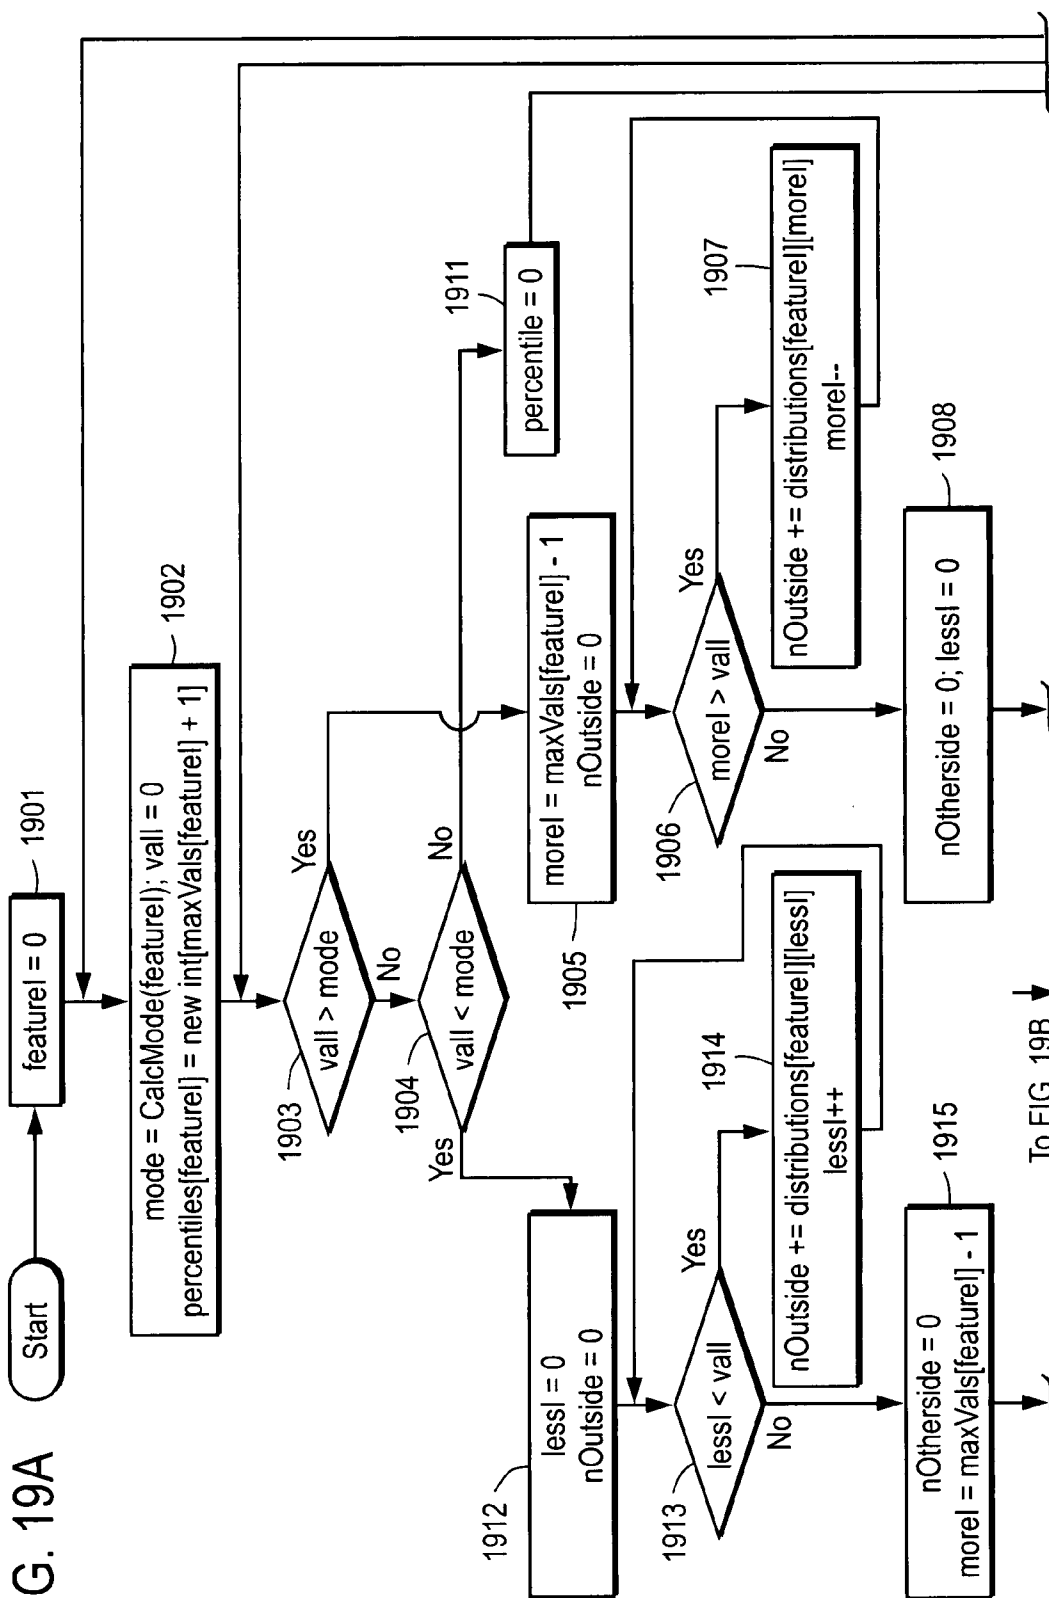 G. 19A
Start
featureI = 0
1901
mode = CalcMode(featureI); valI = 0
percentiles[featureI] = new int[maxVals[featureI] + 1]
1902
valI > mode
1903
Yes
No
valI < mode
1904
Yes
No
percentile = 0
1911
moreI = maxVals[featureI] - 1
nOutside = 0
1905
moreI > valI
1906
Yes
No
nOutside += distributions[featureI][moreI]
moreI--
1907
nOtherside = 0; lessI = 0
1908
lessI = 0
nOutside = 0
1912
lessI < valI
1913
Yes
No
nOutside += distributions[featureI][lessI]
lessI++
1914
nOtherside = 0
moreI = maxVals[featureI] - 1
1915
To FIG. 19B